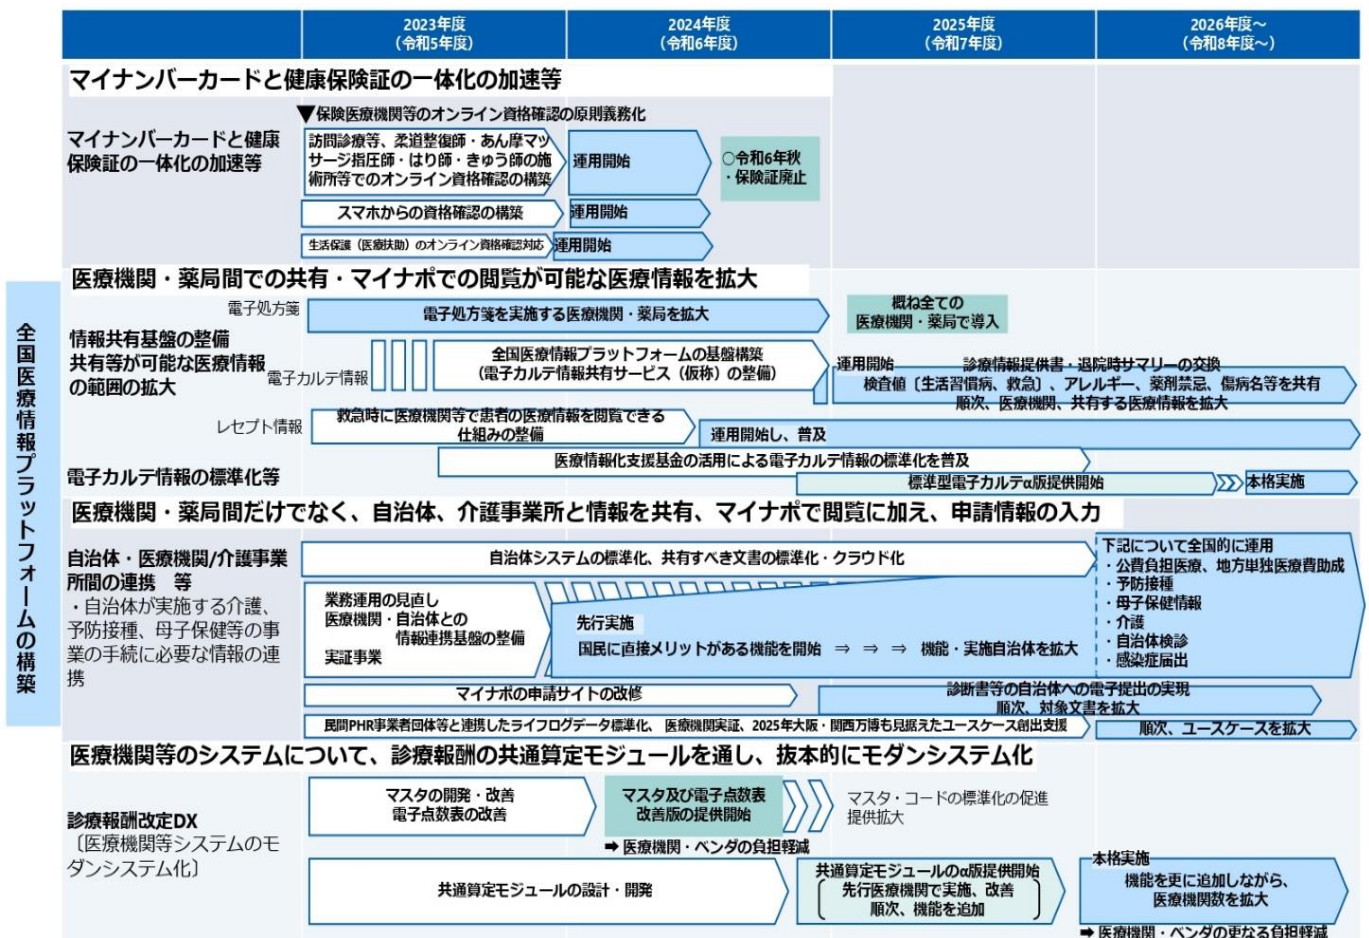 2023年度
（令和5年度）
2024年度
（令和6年度）
2025年度
（令和7年度）
2026年度～
（令和8年度～）
マイナンバーカードと健康保険証の一体化の加速等
▼保険医療機関等のオンライン資格確認の原則義務化
マイナンバーカードと健康
保険証の一体化の加速等
訪問診療等、柔道整復師・あん摩マッ
サージ指圧師・はり師・きゅう師の施
術所等でのオンライン資格確認の構築
運用開始
○令和6年秋
・保険証廃止
スマホからの資格確認の構築
運用開始
生活保護（医療扶助）のオンライン資格確認対応
運用開始
全国医療情報プラットフォームの構築
医療機関・薬局間での共有・マイナポでの閲覧が可能な医療情報を拡大
電子処方箋
電子処方箋を実施する医療機関・薬局を拡大
概ね全ての
医療機関・薬局で導入
情報共有基盤の整備
共有等が可能な医療情報
の範囲の拡大
電子カルテ情報
全国医療情報プラットフォームの基盤構築
（電子カルテ情報共有サービス（仮称）の整備）
運用開始
診療情報提供書・退院時サマリーの交換
検査値〔生活習慣病、救急〕、アレルギー、薬剤禁忌、傷病名等を共有
順次、医療機関、共有する医療情報を拡大
レセプト情報
救急時に医療機関等で患者の医療情報を閲覧できる
仕組みの整備
運用開始し、普及
電子カルテ情報の標準化等
医療情報化支援基金の活用による電子カルテ情報の標準化を普及
標準型電子カルテα版提供開始
本格実施
医療機関・薬局間だけでなく、自治体、介護事業所と情報を共有、マイナポで閲覧に加え、申請情報の入力
自治体・医療機関/介護事業
所間の連携　等
・自治体が実施する介護、
予防接種、母子保健等の事
業の手続に必要な情報の連
携
自治体システムの標準化、共有すべき文書の標準化・クラウド化
業務運用の見直し
医療機関・自治体との
情報連携基盤の整備
実証事業
先行実施
国民に直接メリットがある機能を開始　⇒　⇒　⇒　機能・実施自治体を拡大
下記について全国的に運用
・公費負担医療、地方単独医療費助成
・予防接種
・母子保健情報
・介護
・自治体検診
・感染症届出
マイナポの申請サイトの改修
診断書等の自治体への電子提出の実現
順次、対象文書を拡大
民間PHR事業者団体等と連携したライフログデータ標準化、医療機関実証、2025年大阪・関西万博も見据えたユースケース創出支援
順次、ユースケースを拡大
医療機関等のシステムについて、診療報酬の共通算定モジュールを通し、抜本的にモダンシステム化
診療報酬改定DX
〔医療機関等システムのモ
ダンシステム化〕
マスタの開発・改善
電子点数表の改善
マスタ及び電子点数表
改善版の提供開始
マスタ・コードの標準化の促進
提供拡大
➡ 医療機関・ベンダの負担軽減
共通算定モジュールの設計・開発
共通算定モジュールのα版提供開始
先行医療機関で実施、改善
順次、機能を追加
本格実施
機能を更に追加しながら、
医療機関数を拡大
➡ 医療機関・ベンダの更なる負担軽減